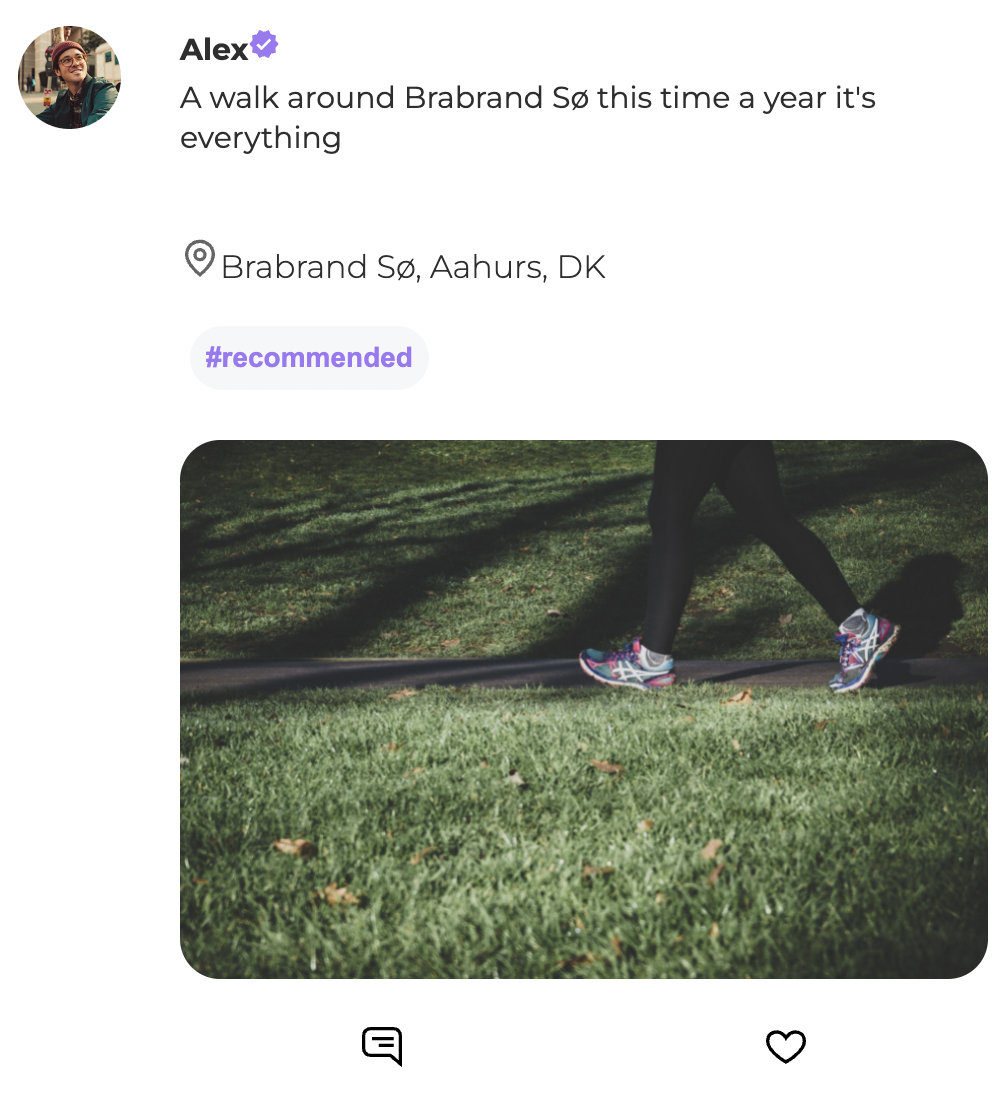 Alex
A walk around Brabrand Sø this time a year it's
everything
Brabrand Sø, Aahurs, DK
#recommended